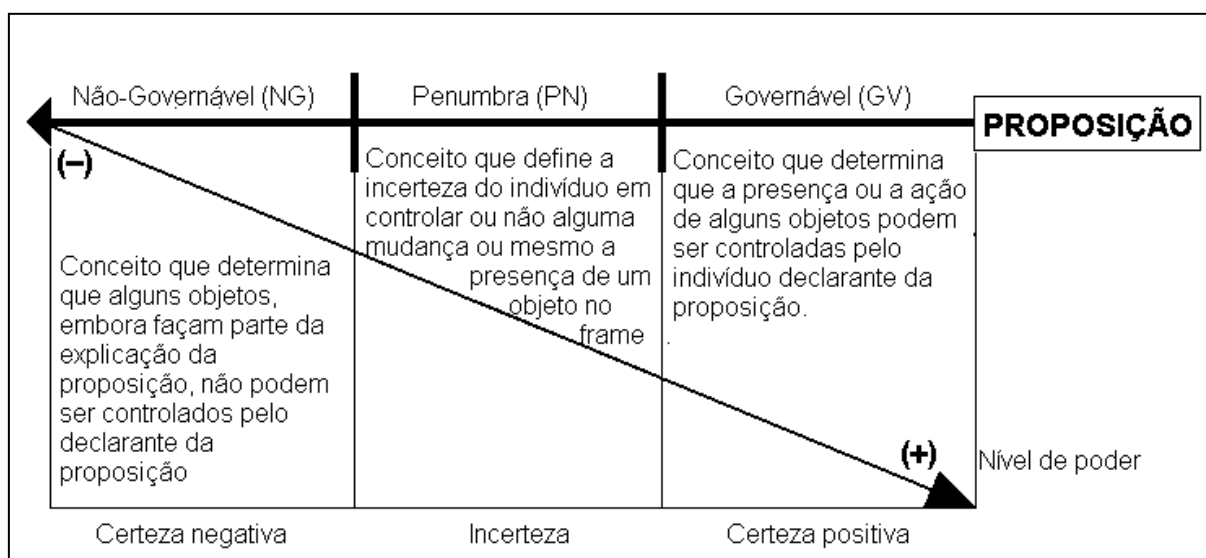 Não-Governável (NG)
Penumbra (PN)
Governável (GV)
PROPOSIÇÃO
(–)
Conceito que determina
que alguns objetos,
embora façam parte da
explicação da
proposição, não podem
ser controlados pelo
declarante da
proposição
Conceito que define a
incerteza do indivíduo em
controlar ou não alguma
mudança ou mesmo a
presença de um
objeto no
frame
Conceito que determina
que a presença ou a ação
de alguns objetos podem
ser controladas pelo
indivíduo declarante da
proposição.
.
(+)
Nível de poder
Certeza negativa
Incerteza
Certeza positiva